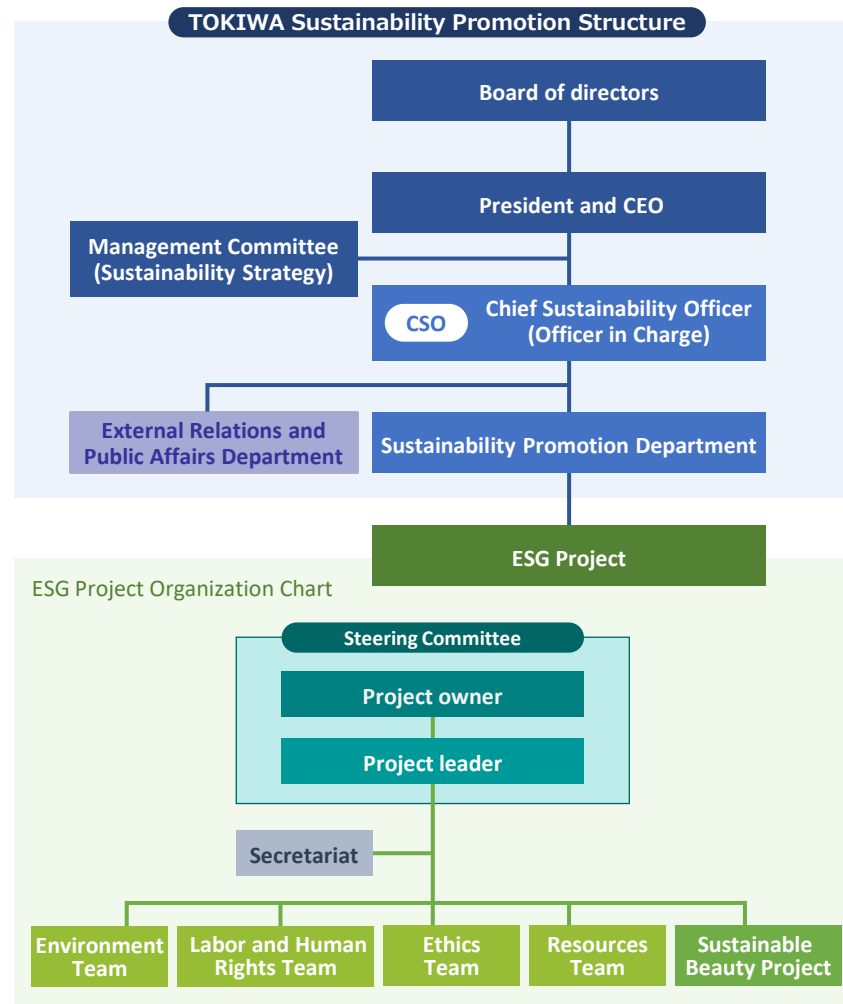 TOKIWA Sustainability Promotion Structure
Board of directors
President and CEO
Management Committee
(Sustainability Strategy)
CSO
Chief Sustainability Officer
(Officer in Charge)
External Relations and
Public Affairs Department
Sustainability Promotion Department
ESG Project
ESG Project Organization Chart
Steering Committee
Project owner
Project leader
Secretariat
Environment
Team
Labor and Human
Rights Team
Ethics
Team
Resources
Team
Sustainable
Beauty Project